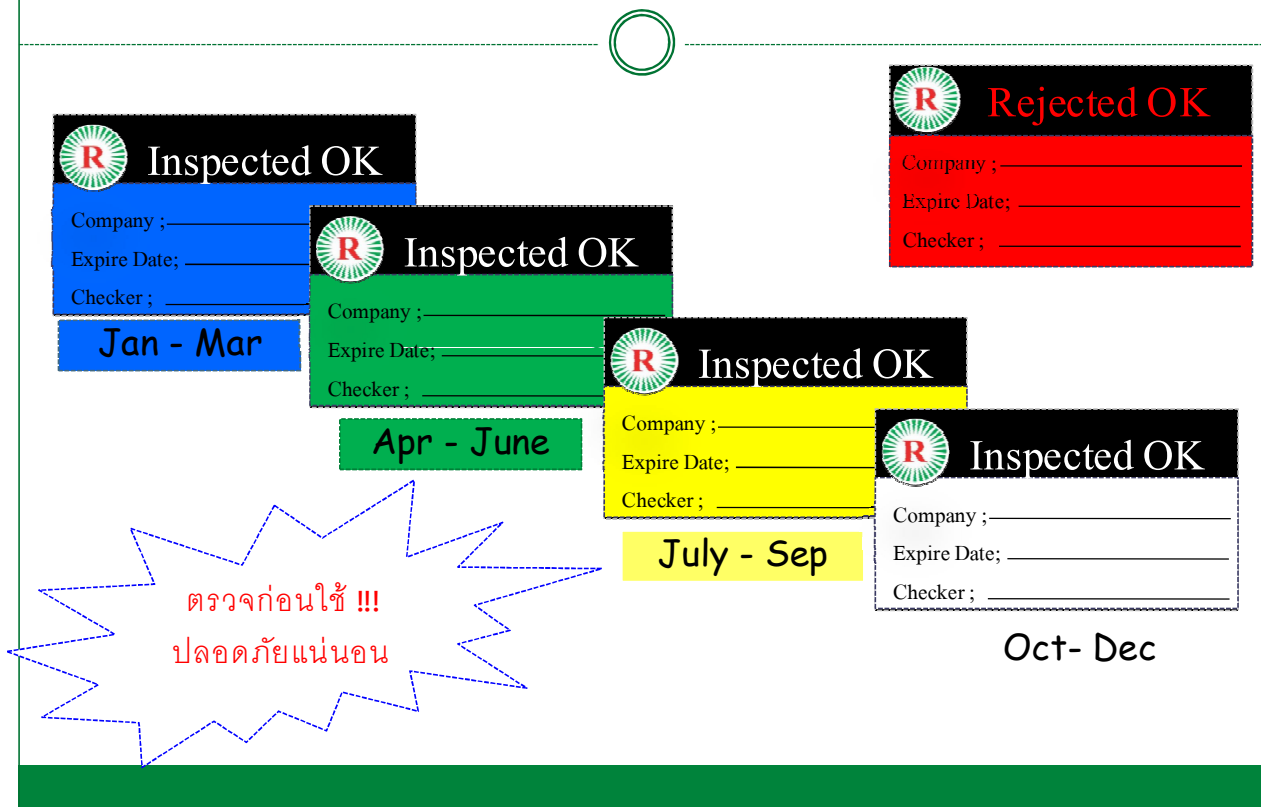 R Rejected OK
Company ;
Expire Date;
Checker ;
R Inspected OK
Company ;
Expire Date;
Checker ;
Jan - Mar
R Inspected OK
Company ;
Expire Date;
Checker ;
Apr - June
R Inspected OK
Company ;
Expire Date;
Checker ;
July - Sep
R Inspected OK
Company ;
Expire Date;
Checker ;
Oct- Dec
ตรวจก่อนใช้ !!!
ปลอดภัยแน่นอน